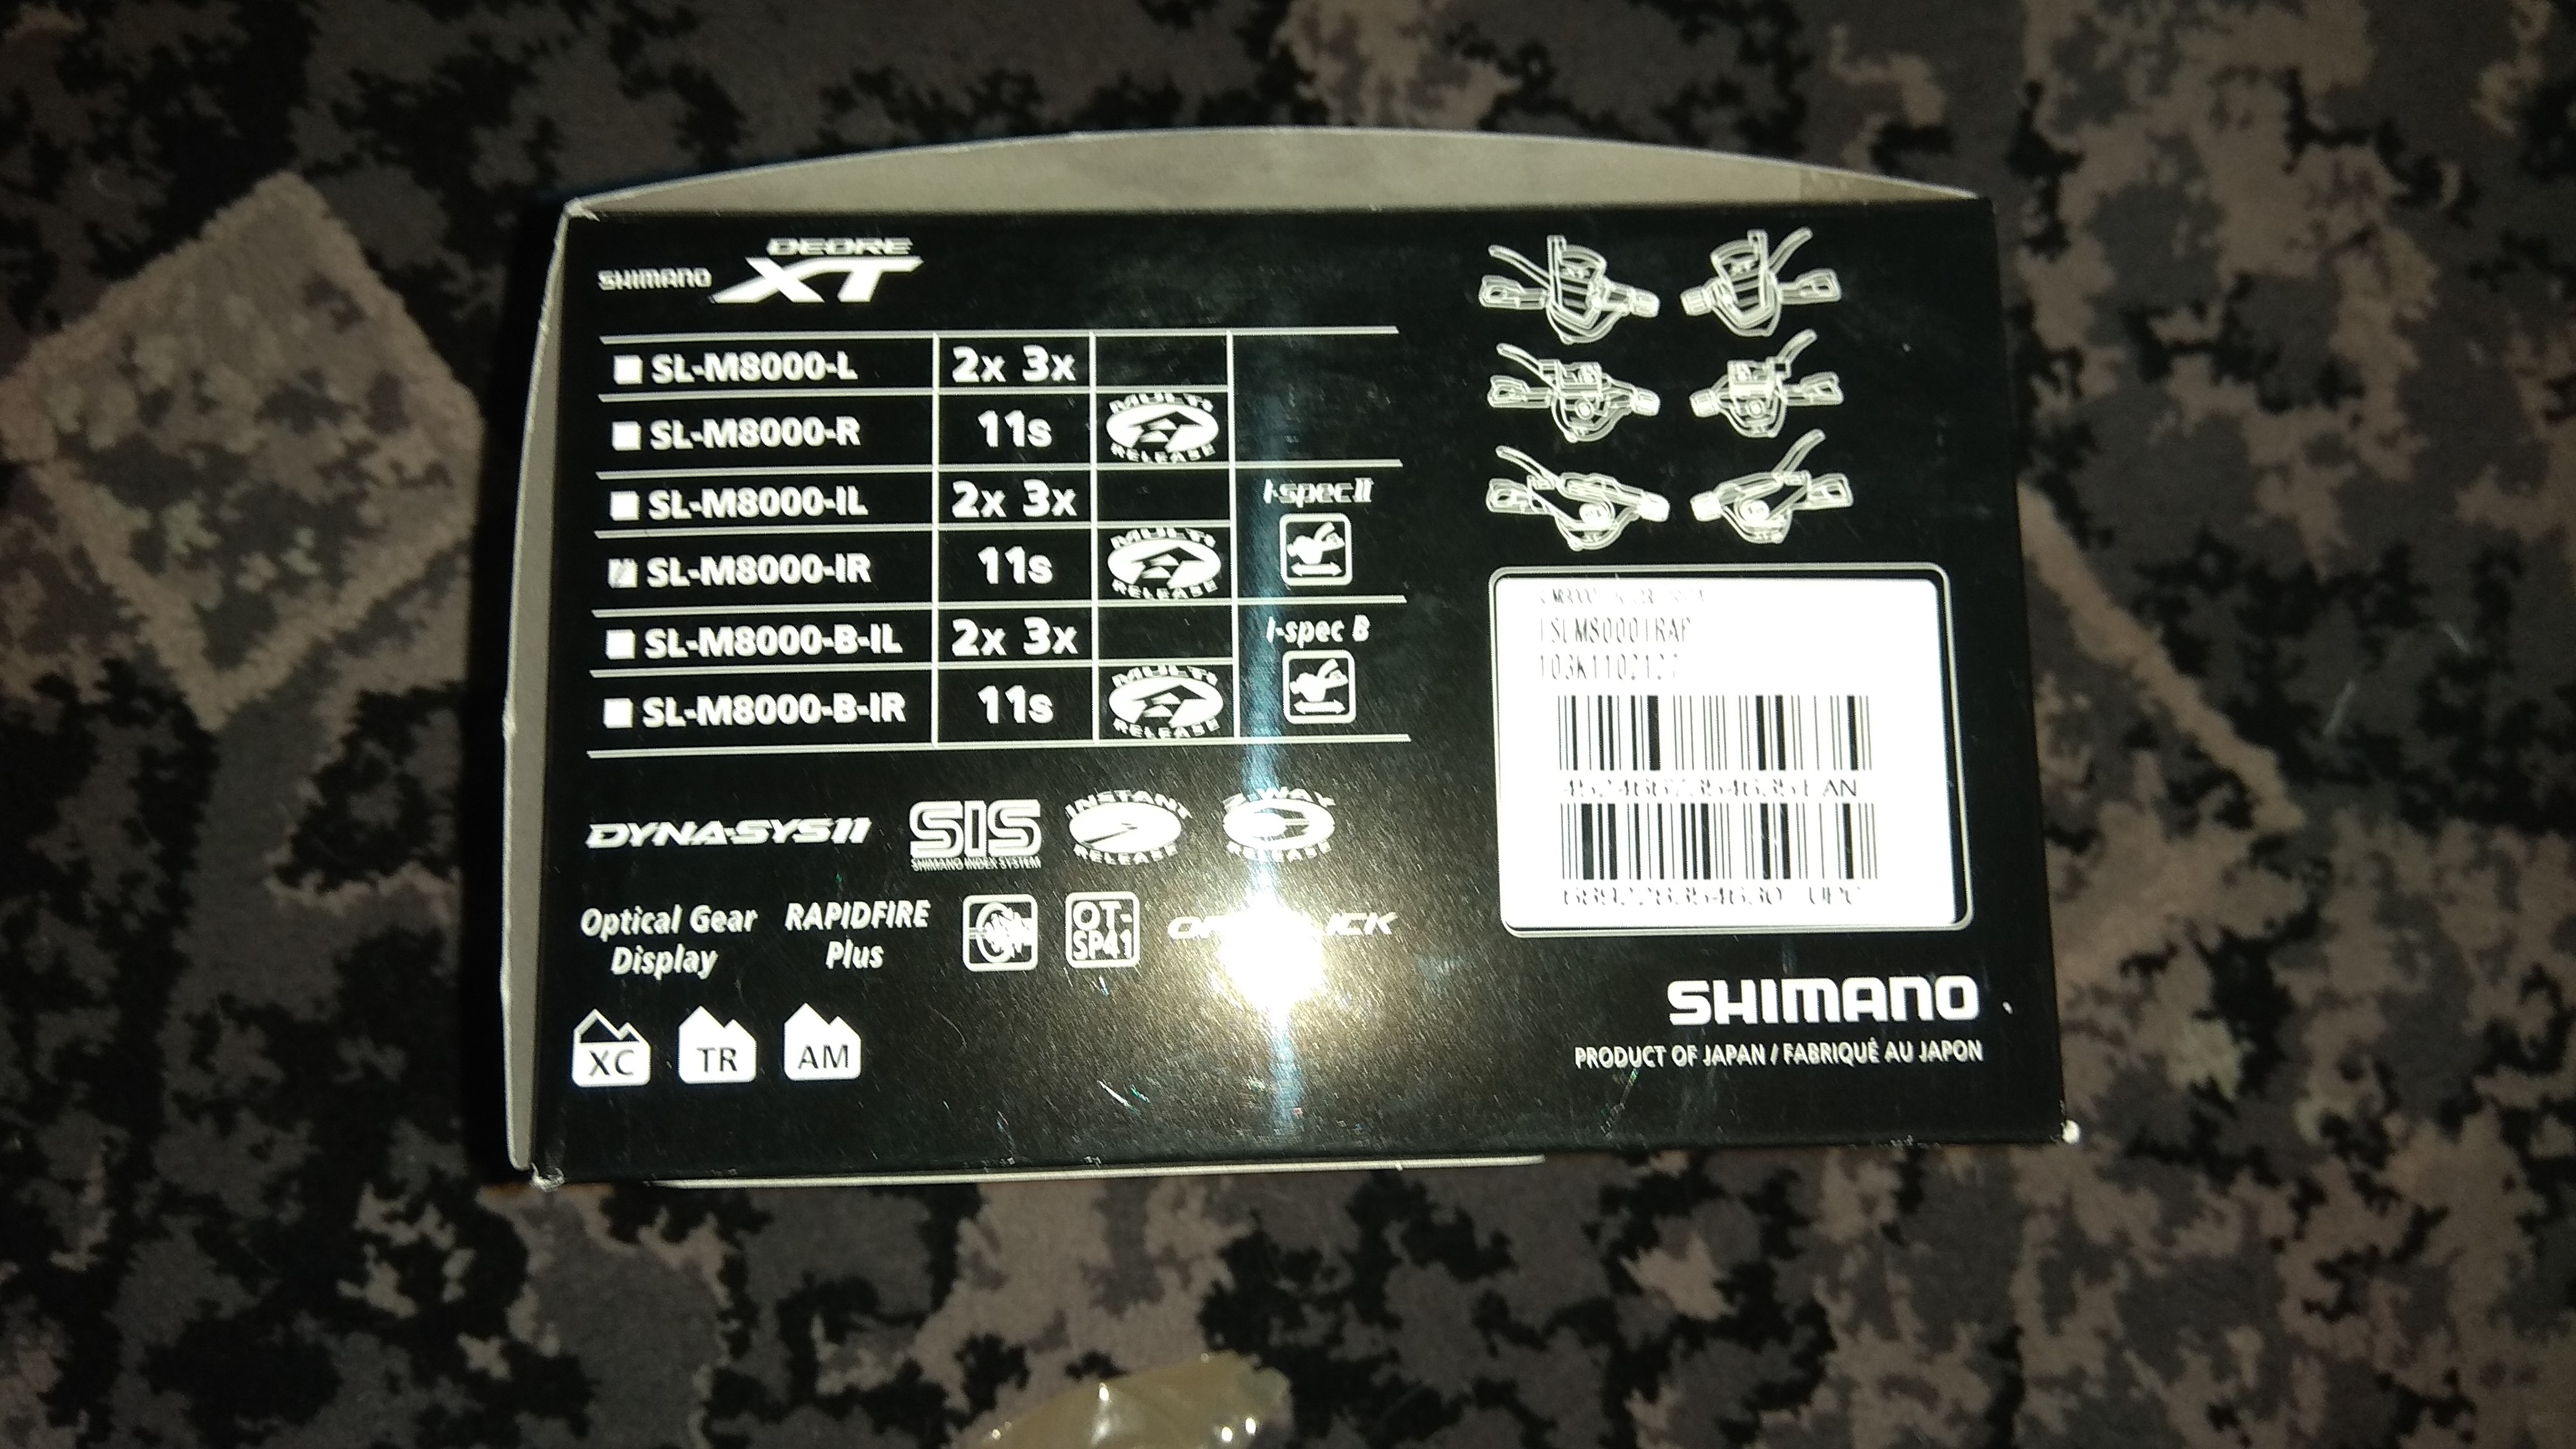 SHIMANO DEORE XT
SL-M8000-L 2x 3x
SL-M8000-R 11s MULTI RELEASE
SL-M8000-IL 2x 3x I-spec II
SL-M8000-IR 11s MULTI RELEASE
SL-M8000-B-IL 2x 3x I-spec B
SL-M8000-B-IR 11s MULTI RELEASE
DYNA-SYS11 SIS SHIMANO INDEX SYSTEM INSTANT RELEASE 2-WAY RELEASE
Optical Gear Display
RAPIDFIRE Plus
OT-SP41
XC TR AM
ISLM8000IRAP
4524667354635EAN
689228354630 UPC
SHIMANO
PRODUCT OF JAPAN / FABRIQUÉ AU JAPON